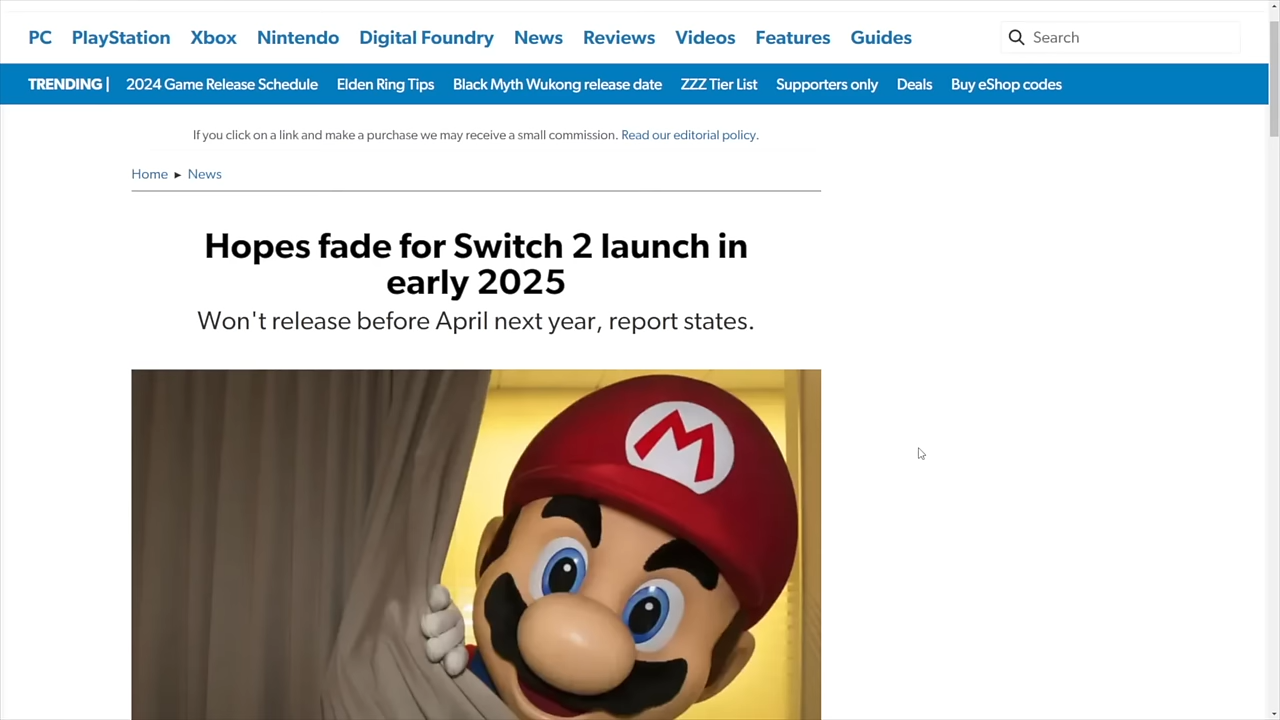 PC PlayStation Xbox Nintendo Digital Foundry News Reviews Videos Features Guides Search
TRENDING | 2024 Game Release Schedule Elden Ring Tips Black Myth Wukong release date ZZZ Tier List Supporters only Deals Buy eShop codes
If you click on a link and make a purchase we may receive a small commission. Read our editorial policy.
Home ▸ News
Hopes fade for Switch 2 launch in
early 2025
Won't release before April next year, report states.
M